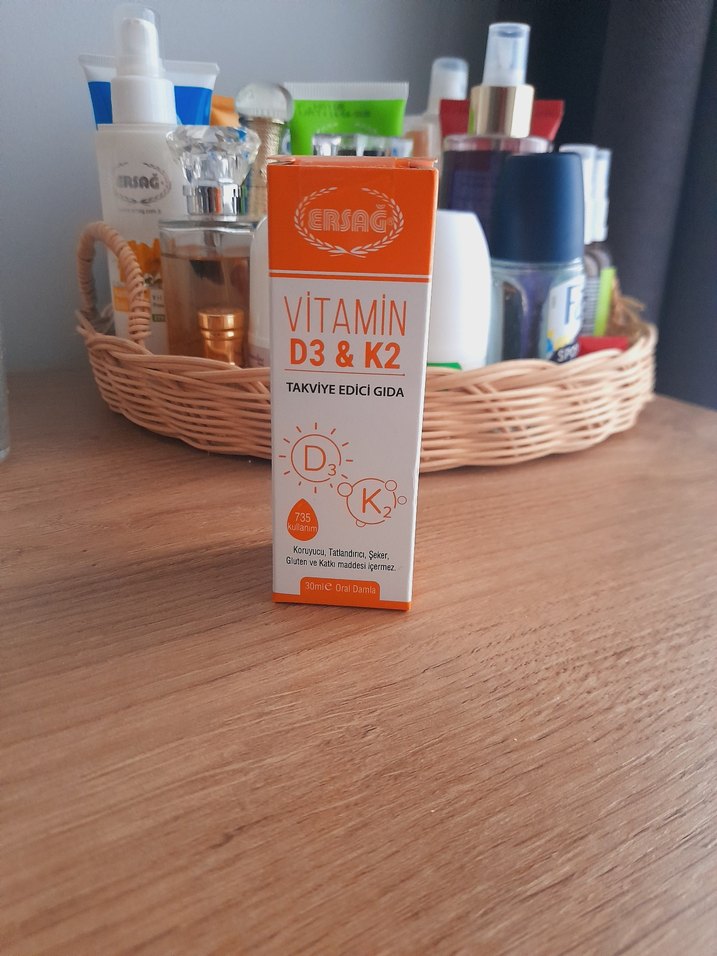 ERSAĞ
ERSAĞ
VİTAMİN
D3 & K2
TAKVİYE EDİCİ GIDA
D3
K2
735
kullanım
Koruyucu, Tatlandırıcı, Şeker,
Gluten ve Katkı maddesi içermez.
30ml℮ Oral Damla